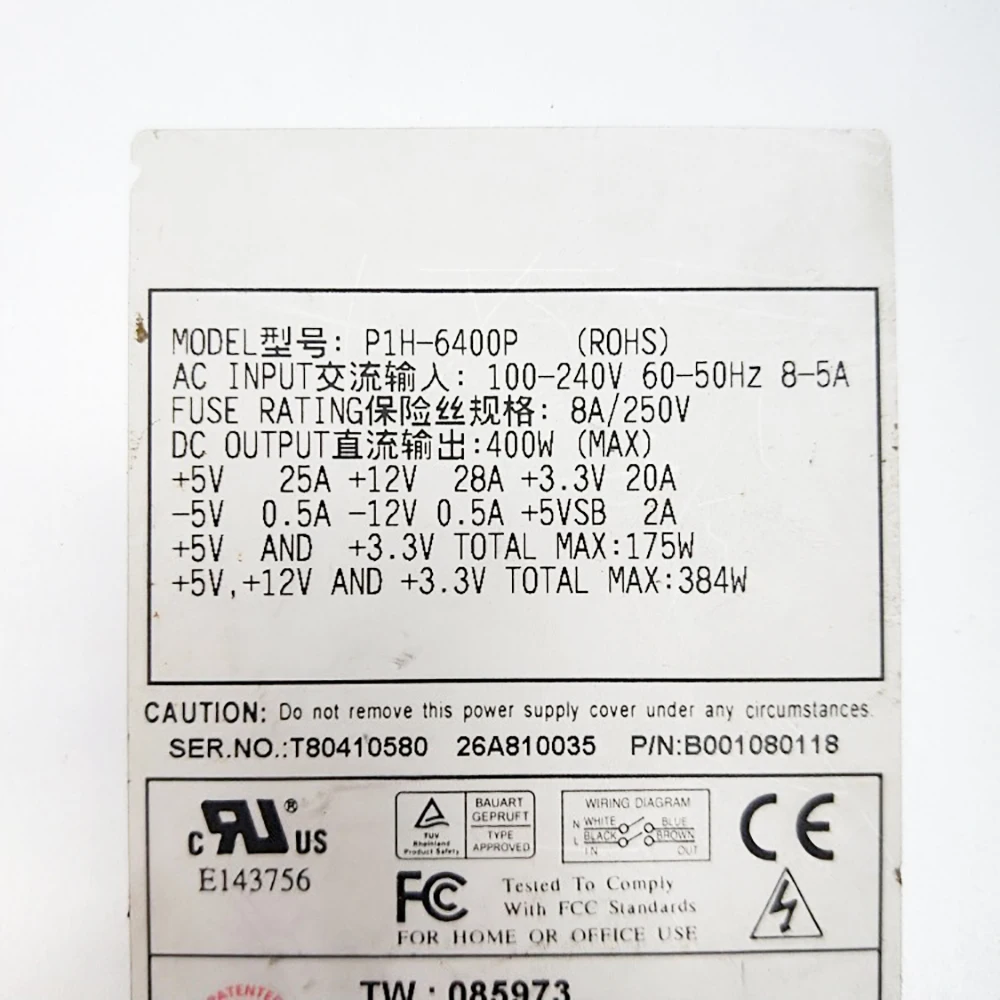 MODEL型号: P1H-6400P (ROHS)
AC INPUT交流输入: 100-240V 60-50Hz 8-5A
FUSE RATING保险丝规格: 8A/250V
DC OUTPUT直流输出:400W (MAX)
+5V 25A +12V 28A +3.3V 20A
-5V 0.5A -12V 0.5A +5VSB 2A
+5V AND +3.3V TOTAL MAX:175W
+5V,+12V AND +3.3V TOTAL MAX:384W
CAUTION: Do not remove this power supply cover under any circumstances.
SER.NO.:T80410580 26A810035 P/N:B001080118
c RU ® US
E143756
TUV
Rheinland
Product Safety
BAUART
GEPRUFT
TYPE
APPROVED
WIRING DIAGRAM
N WHITE BLUE
L BLACK BROWN
IN OUT
CE
FC
Tested To Comply
With FCC Standards
FOR HOME OR OFFICE USE
PATENTED
TW : 085973